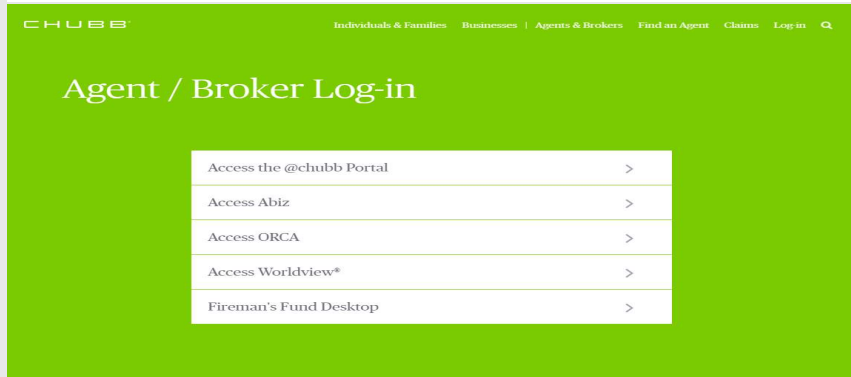 CHUBB®
Individuals & Families Businesses | Agents & Brokers Find an Agent Claims Log-in
Agent / Broker Log-in
Access the @chubb Portal
Access Abiz
Access ORCA
Access Worldview®
Fireman's Fund Desktop